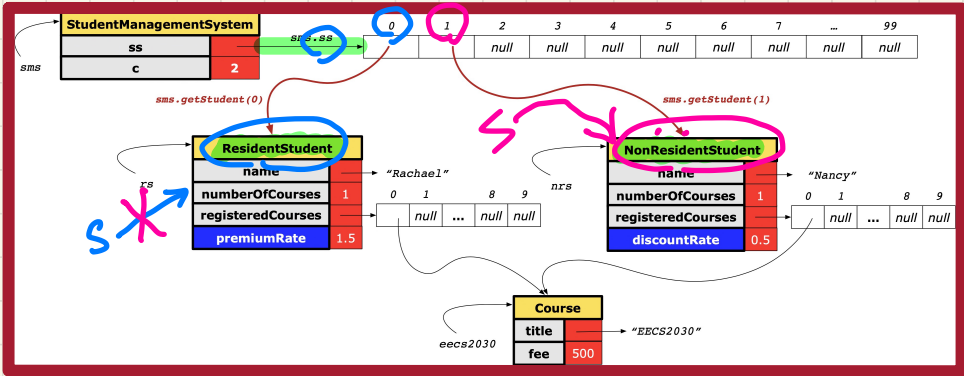 StudentManagementSystem
ss
c 2
sms
sms.ss
0 1 2 3 4 5 6 7 … 99
null null null null null null null null
sms.getStudent(0)
sms.getStudent(1)
S
ResidentStudent
name
numberOfCourses 1
registeredCourses
premiumRate 1.5
rs
S
"Rachael"
0 1 8 9
null ... null null
NonResidentStudent
name
numberOfCourses 1
registeredCourses
discountRate 0.5
nrs
"Nancy"
0 1 8 9
null ... null null
Course
title
fee 500
eecs2030
"EECS2030"